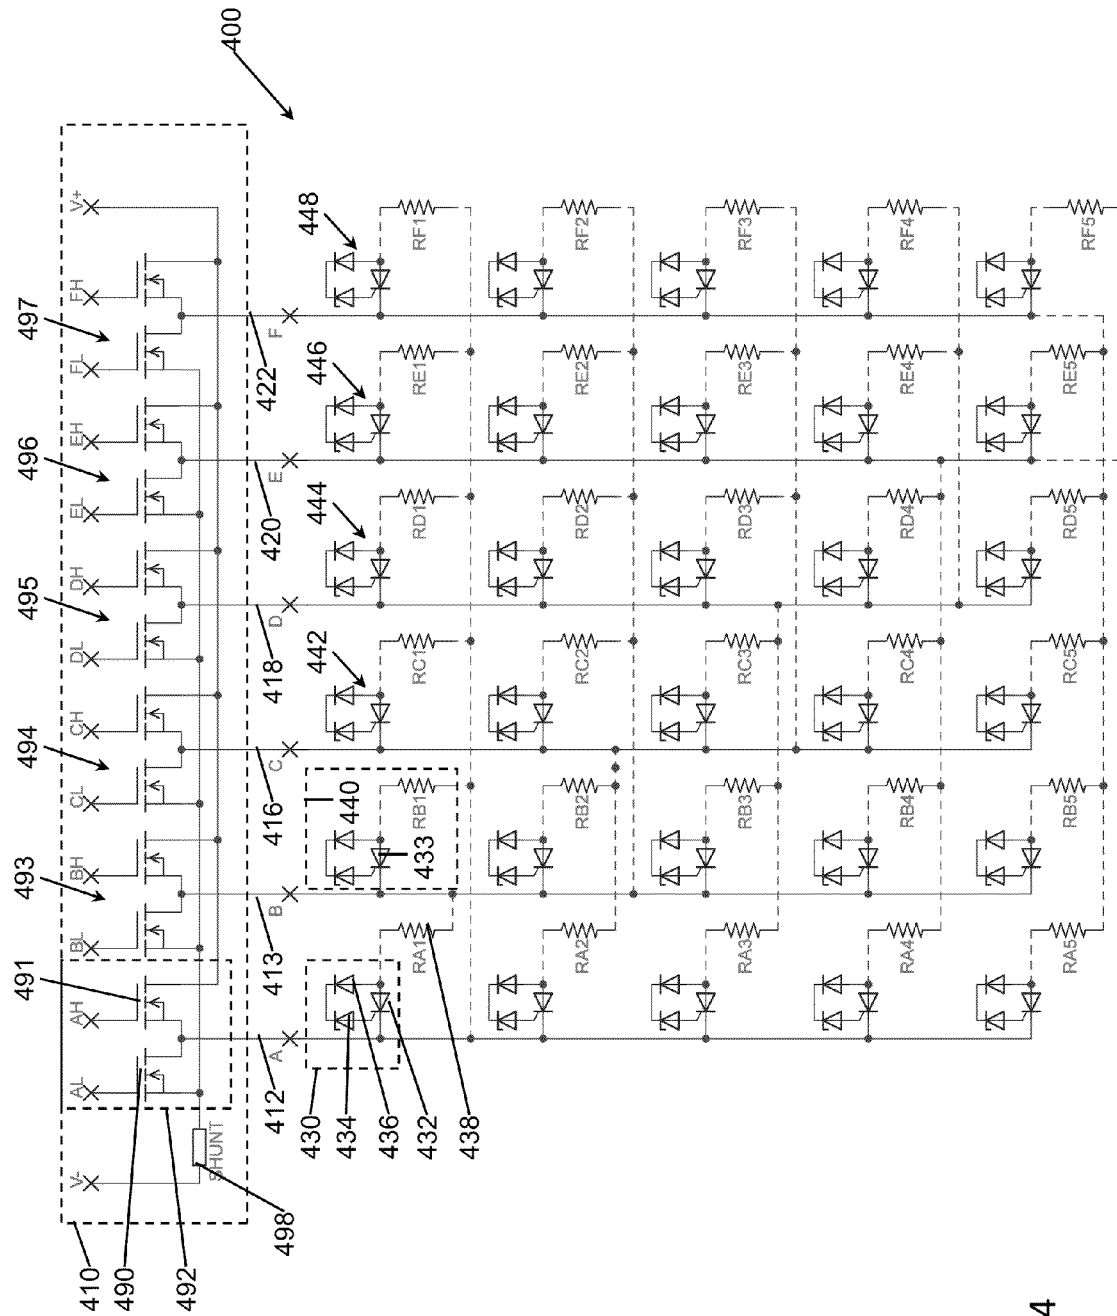 400
V-
AL
AH
BL
BH
CL
CH
DL
DH
EL
EH
FL
FH
V+
410
490
492
498
SHUNT
491
493
494
495
496
497
412
413
416
418
420
422
A
B
C
D
E
F
430
434
436
432
438
440
433
442
444
446
448
RA1
RB1
RC1
RD1
RE1
RF1
RA2
RB2
RC2
RD2
RE2
RF2
RA3
RB3
RC3
RD3
RE3
RF3
RA4
RB4
RC4
RD4
RE4
RF4
RA5
RB5
RC5
RD5
RE5
RF5
4